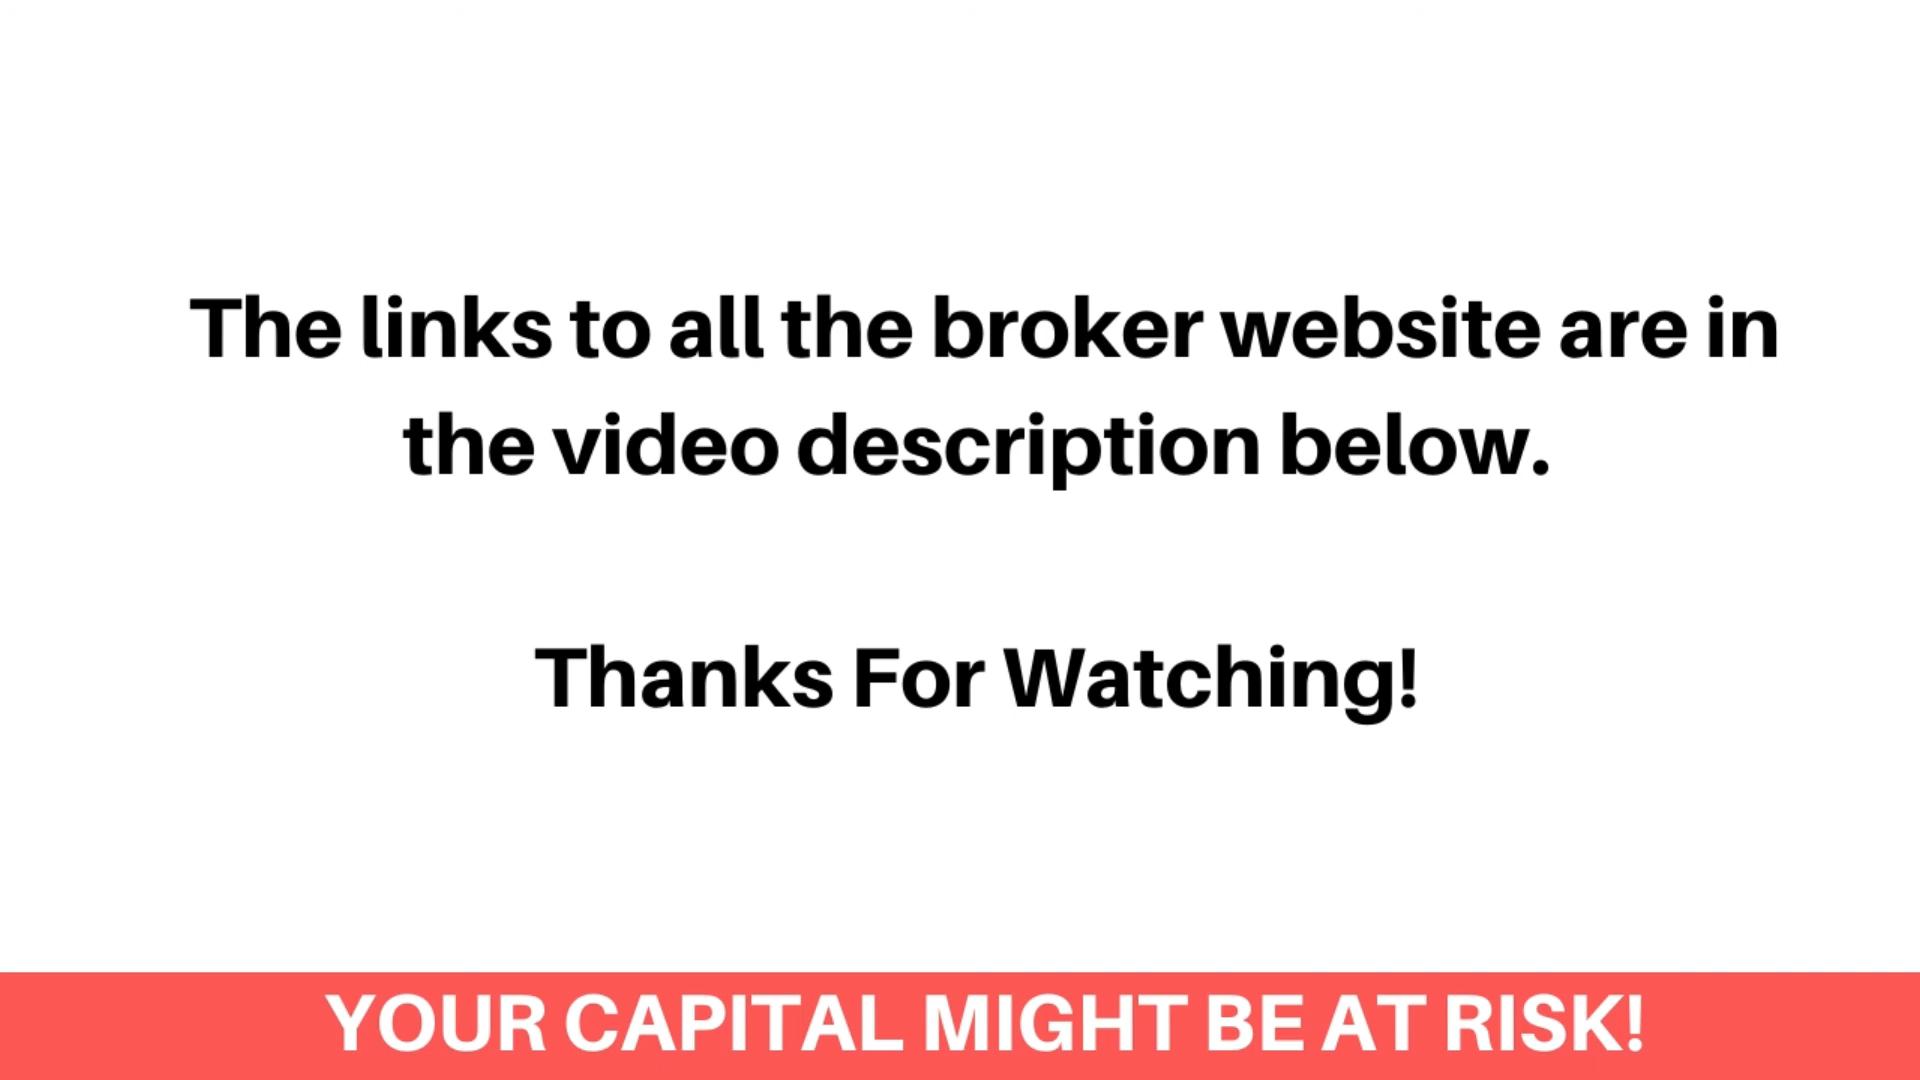 The links to all the broker website are in
the video description below.
Thanks For Watching!
YOUR CAPITAL MIGHT BE AT RISK!